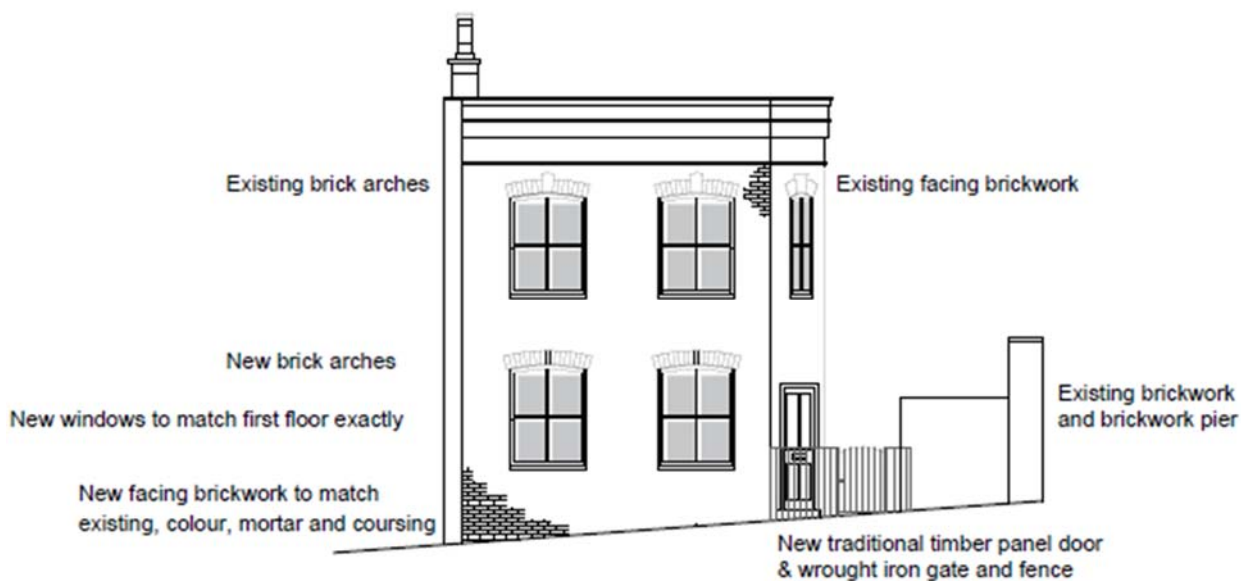 Existing brick arches
Existing facing brickwork
New brick arches
New windows to match first floor exactly
Existing brickwork
and brickwork pier
New facing brickwork to match
existing, colour, mortar and coursing
New traditional timber panel door
& wrought iron gate and fence